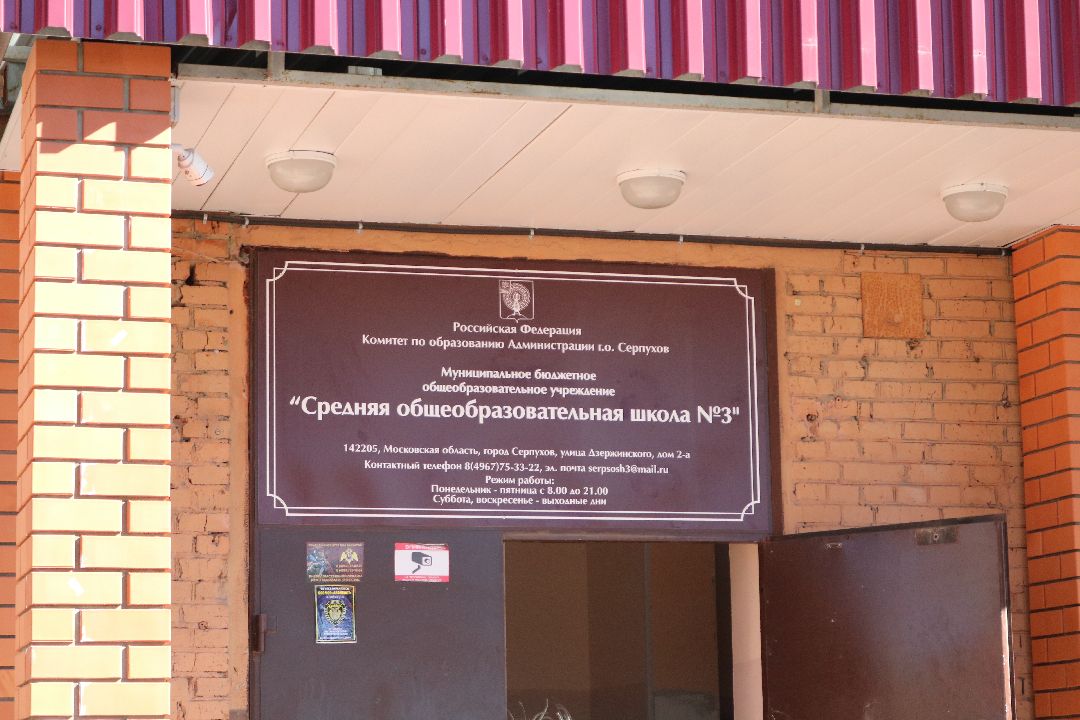 Российская Федерация
Комитет по образованию Администрации г.о. Серпухов
Муниципальное бюджетное
общеобразовательное учреждение
“Средняя общеобразовательная школа №3"
142205, Московская область, город Серпухов, улица Дзержинского, дом 2-а
Контактный телефон 8(4967)75-33-22, эл. почта serpsosh3@mail.ru
Режим работы:
Понедельник - пятница с 8.00 до 21.00
Суббота, воскресенье - выходные дни